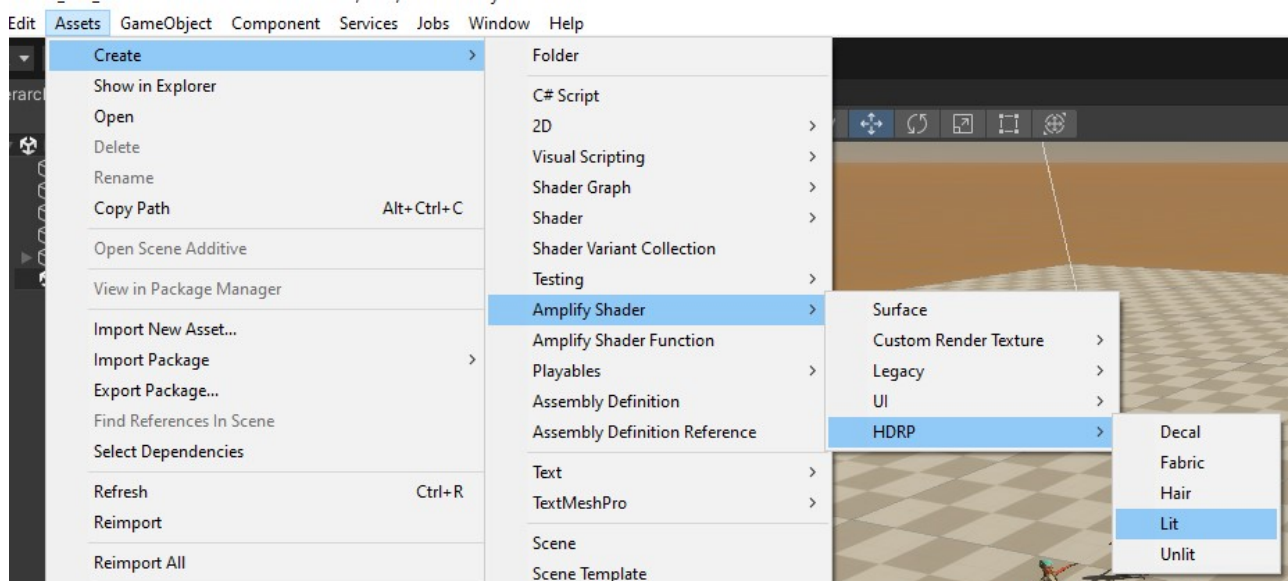 Edit Assets GameObject Component Services Jobs Window Help
Create
Show in Explorer
Open
Delete
Rename
Copy Path Alt+Ctrl+C
Open Scene Additive
View in Package Manager
Import New Asset...
Import Package
Export Package...
Find References In Scene
Select Dependencies
Refresh Ctrl+R
Reimport
Reimport All
Folder
C# Script
2D
Visual Scripting
Shader Graph
Shader
Shader Variant Collection
Testing
Amplify Shader
Amplify Shader Function
Playables
Assembly Definition
Assembly Definition Reference
Text
TextMeshPro
Scene
Scene Template
Surface
Custom Render Texture
Legacy
UI
HDRP
Decal
Fabric
Hair
Lit
Unlit